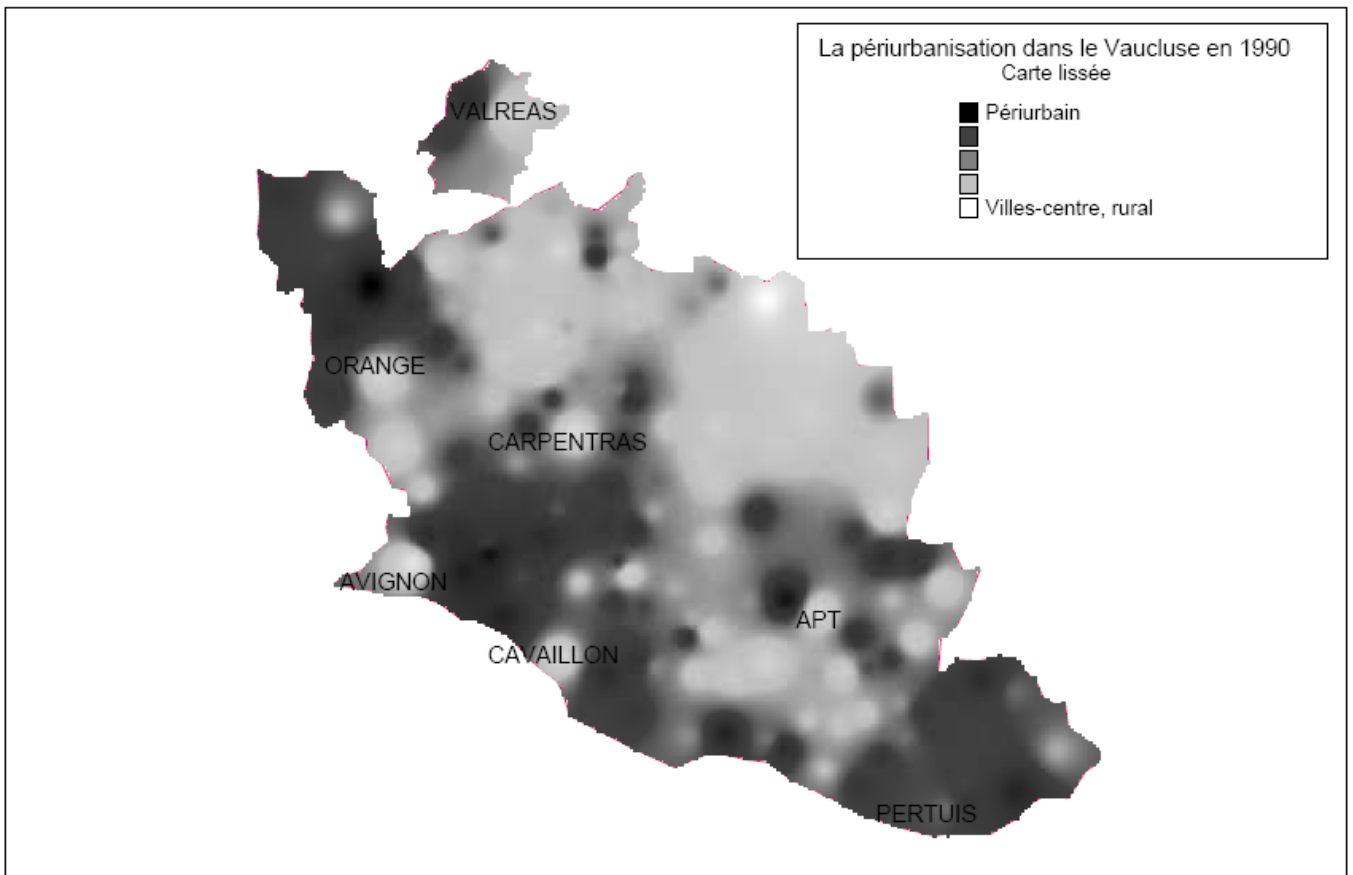 La périurbanisation dans le Vaucluse en 1990
Carte lissée
Périurbain
Villes-centre, rural
VALREAS
ORANGE
CARPENTRAS
AVIGNON
APT
CAVAILLON
PERTUIS